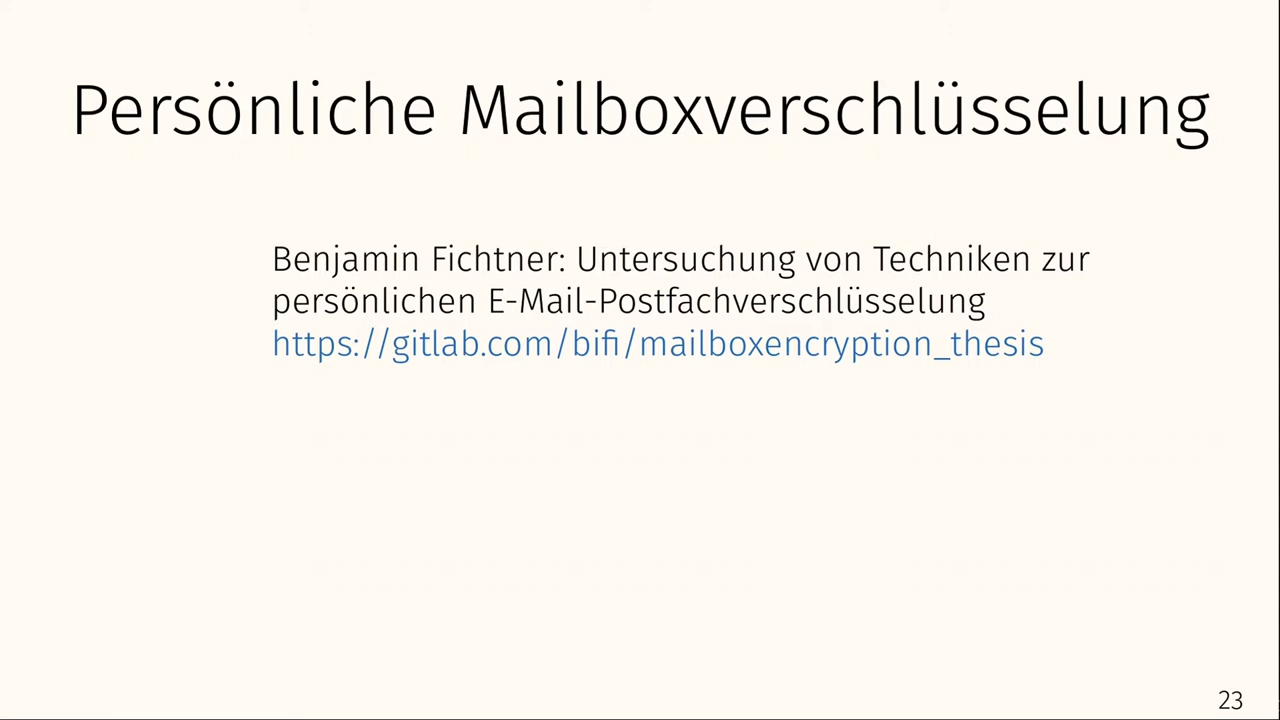 Persönliche Mailboxverschlüsselung
Benjamin Fichtner: Untersuchung von Techniken zur
persönlichen E-Mail-Postfachverschlüsselung
https://gitlab.com/bifi/mailboxencryption_thesis
23